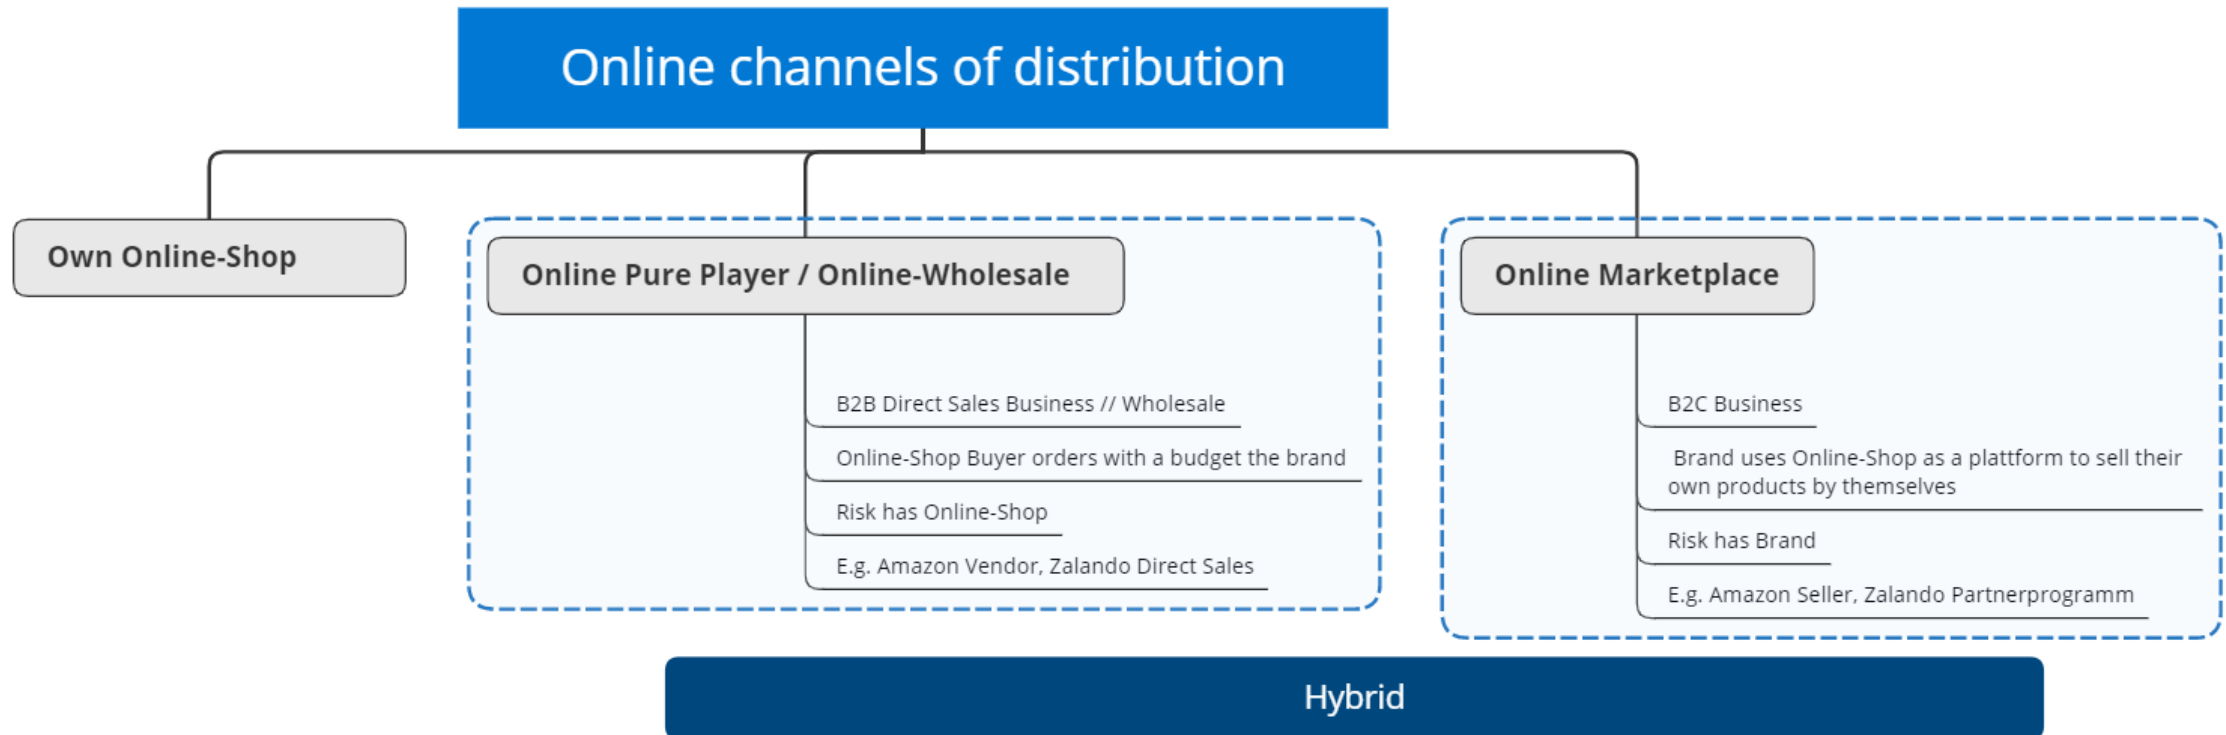 Online channels of distribution
Own Online-Shop
Online Pure Player / Online-Wholesale
B2B Direct Sales Business // Wholesale
Online-Shop Buyer orders with a budget the brand
Risk has Online-Shop
E.g. Amazon Vendor, Zalando Direct Sales
Online Marketplace
B2C Business
Brand uses Online-Shop as a plattform to sell their
own products by themselves
Risk has Brand
E.g. Amazon Seller, Zalando Partnerprogramm
Hybrid